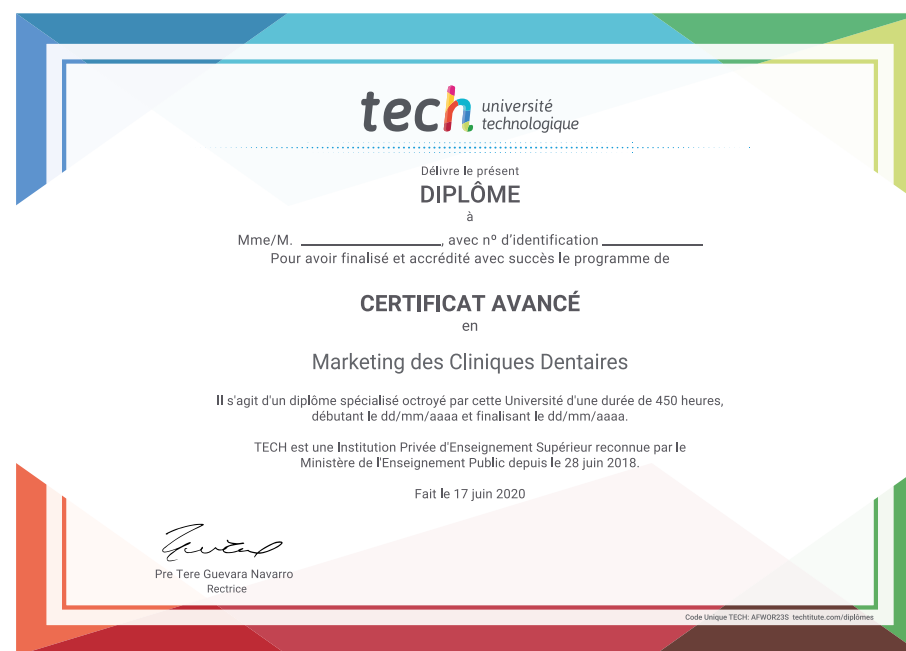 tech université
technologique
Délivre le présent
DIPLÔME
à
Mme/M. ____________________, avec nº d'identification ______________
Pour avoir finalisé et accrédité avec succès le programme de
CERTIFICAT AVANCÉ
en
Marketing des Cliniques Dentaires
Il s'agit d'un diplôme spécialisé octroyé par cette Université d'une durée de 450 heures,
débutant le dd/mm/aaaa et finalisant le dd/mm/aaaa.
TECH est une Institution Privée d'Enseignement Supérieur reconnue par le
Ministère de l'Enseignement Public depuis le 28 juin 2018.
Fait le 17 juin 2020
Pre Tere Guevara Navarro
Rectrice
Code Unique TECH: AFWOR23S techtitute.com/diplômes